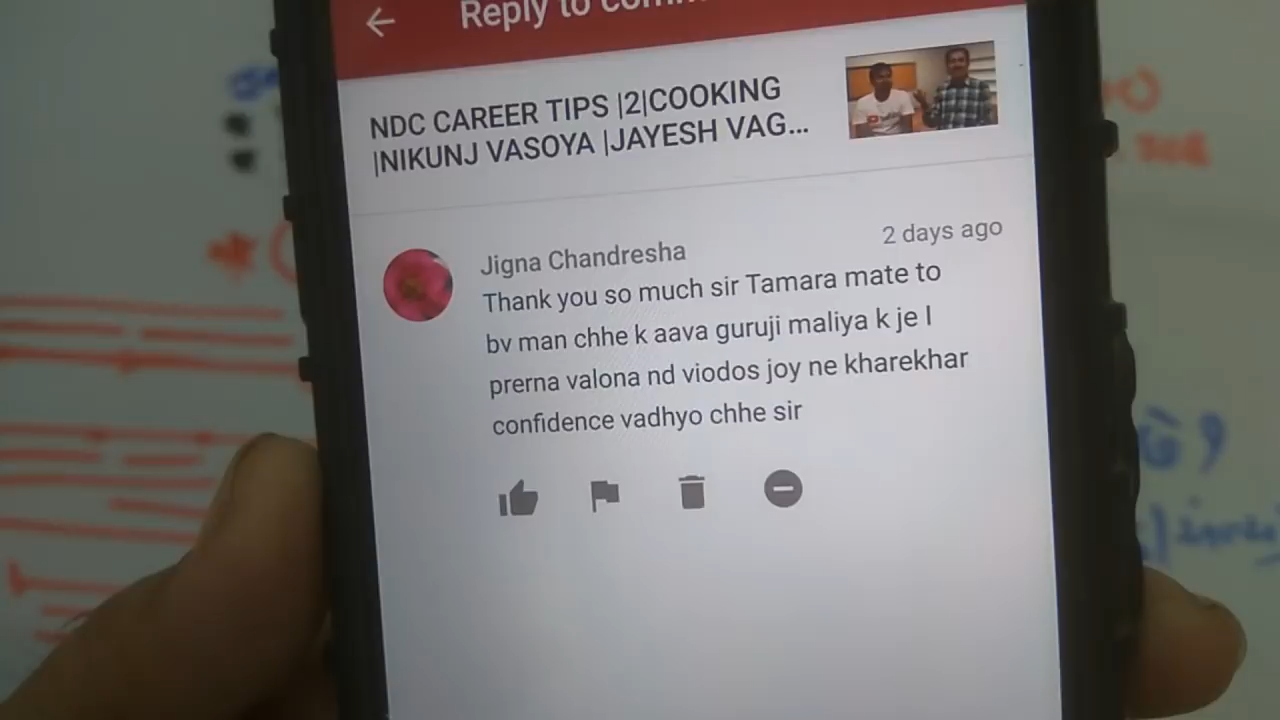 Reply to com
NDC CAREER TIPS |2|COOKING
|NIKUNJ VASOYA |JAYESH VAG...
Jigna Chandresha
2 days ago
Thank you so much sir Tamara mate to
bv man chhe k aava guruji maliya k je I
prerna valona nd viodos joy ne kharekhar
confidence vadhyo chhe sir